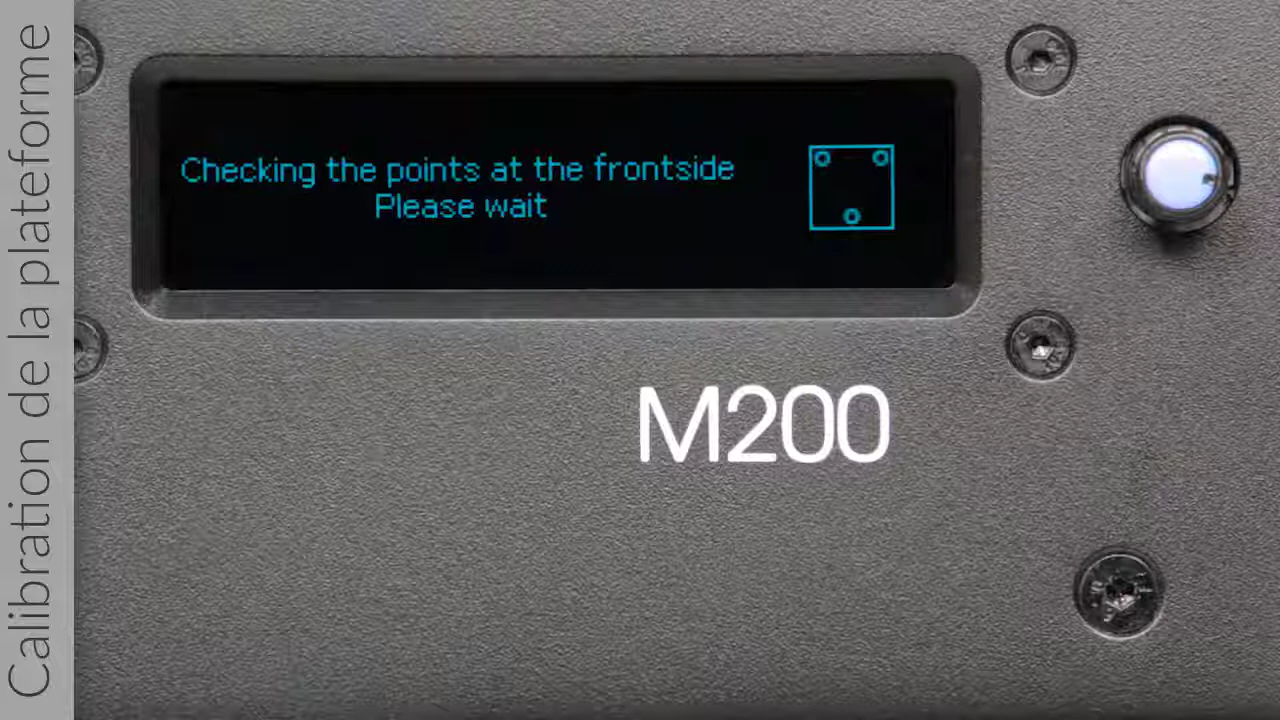 Calibration de la plateforme
Checking the points at the frontside
Please wait
M200